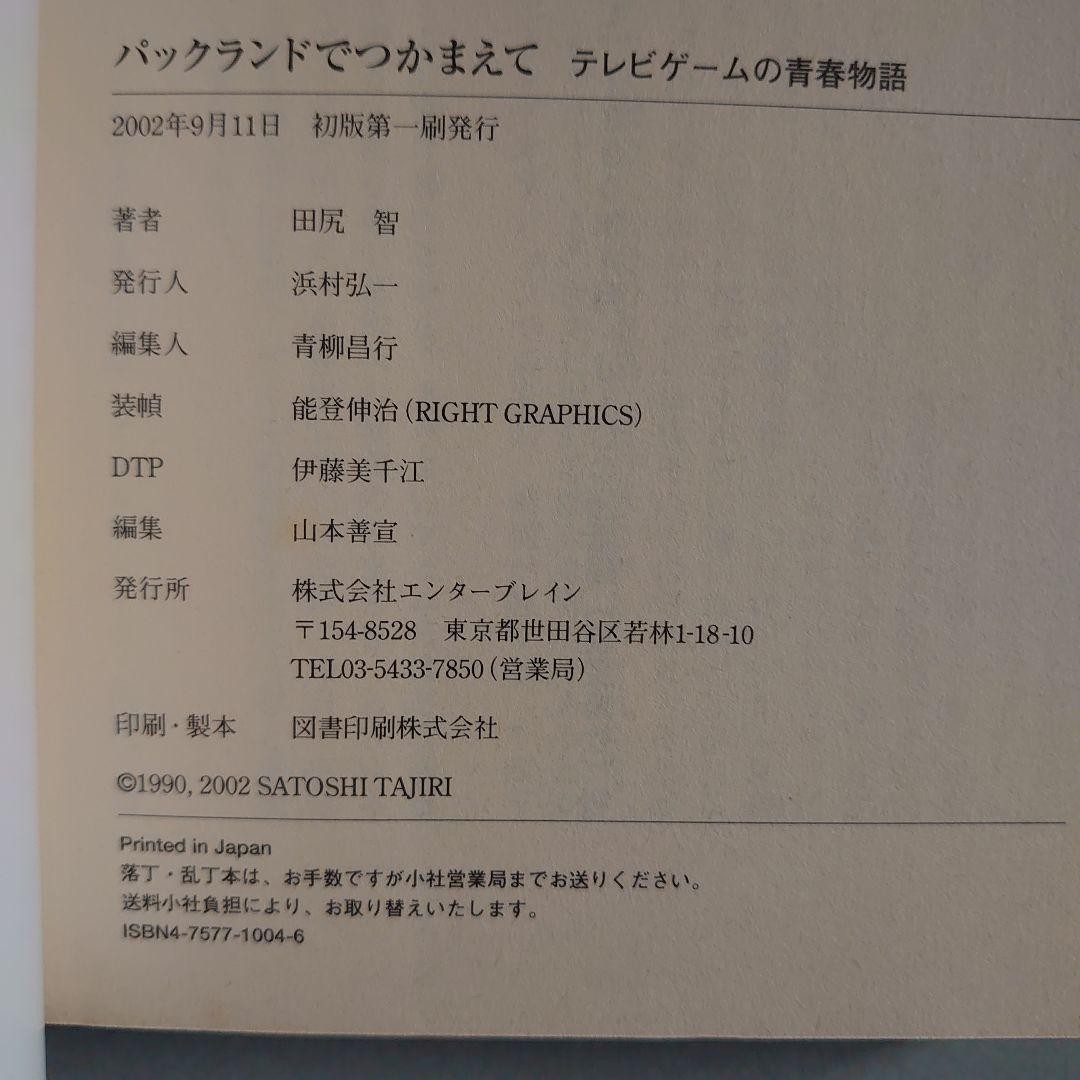 パックランドでつかまえて　テレビゲームの青春物語
2002年9月11日　初版第一刷発行
著者　田尻　智
発行人　浜村弘一
編集人　青柳昌行
装幀　能登伸治（RIGHT GRAPHICS）
DTP　伊藤美千江
編集　山本善宣
発行所　株式会社エンターブレイン
〒154-8528　東京都世田谷区若林1-18-10
TEL03-5433-7850（営業局）
印刷・製本　図書印刷株式会社
©1990, 2002 SATOSHI TAJIRI
Printed in Japan
落丁・乱丁本は、お手数ですが小社営業局までお送りください。
送料小社負担により、お取り替えいたします。
ISBN4-7577-1004-6